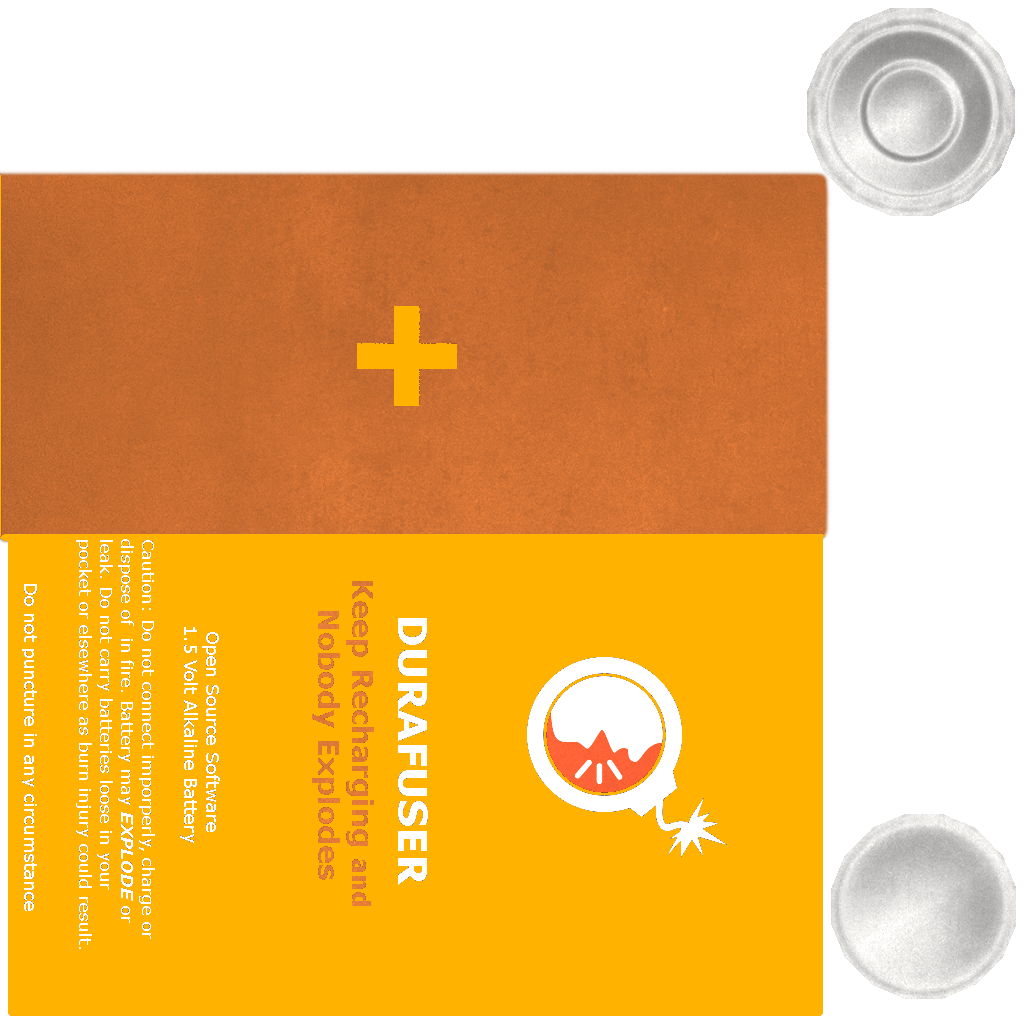 DURAFUSER
Keep Recharging and
Nobody Explodes
Open Source Software
1.5 Volt Alkaline Battery
Caution: Do not connect imporperly, charge or
dispose of in fire. Battery may EXPLODE or
leak. Do not carry batteries loose in your
pocket or elsewhere as burn injury could result.
Do not puncture in any circumstance